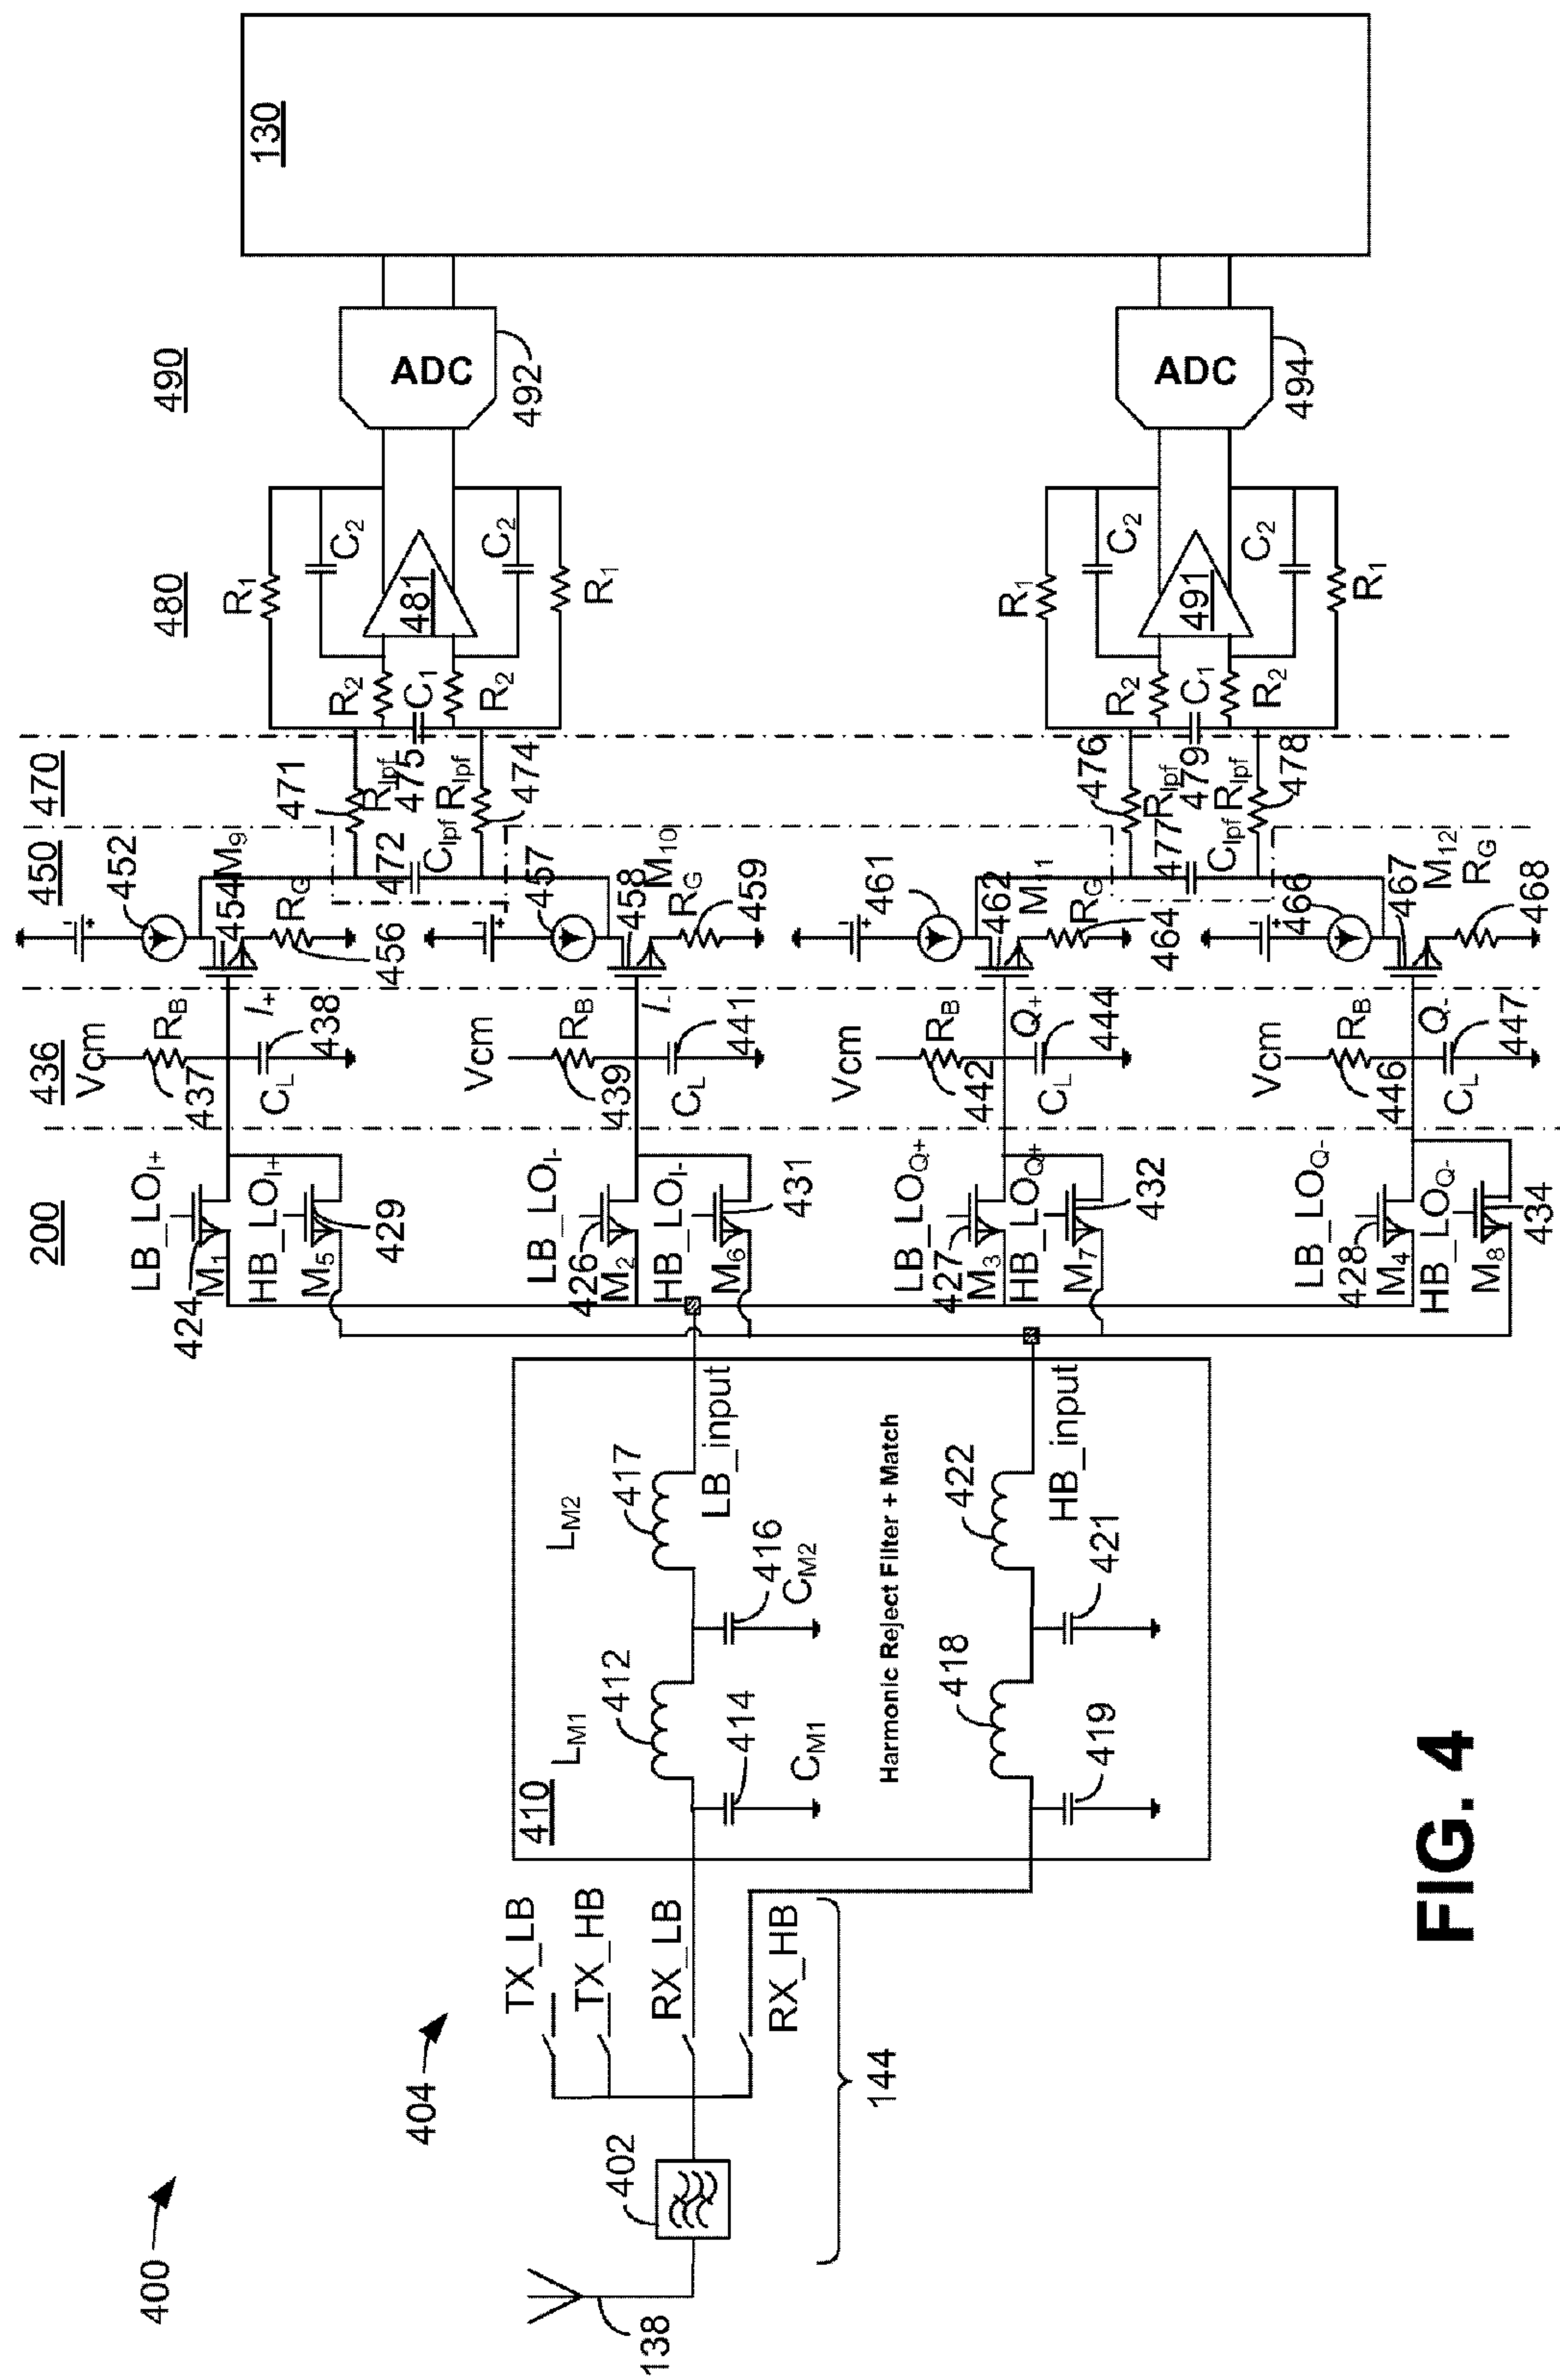 400
404
138
402
144
TX_LB
TX_HB
RX_LB
RX_HB
410
LM1
412
414
CM1
LM2
417
416
CM2
LB_input
Harmonic Reject Filter + Match
418
419
422
421
HB_input
200
LB_LOI+
424
M1
HB_LOI+
M5
429
LB_LOI-
426
M2
HB_LOI-
M6
431
LB_LOQ+
427
M3
HB_LOQ+
M7
432
LB_LOQ-
428
M4
HB_LOQ-
M8
434
436
Vcm
437
RB
I+
CL
438
Vcm
439
RB
I-
CL
441
Vcm
442
RB
Q+
CL
444
Vcm
446
RB
Q-
CL
447
450
452
M9
454
RG
456
457
458
M10
RG
459
461
462
M11
RG
464
466
467
M12
RG
468
470
471
Rlpf
472
Clpf
475
Rlpf
474
476
Rlpf
477
Clpf
479
Rlpf
478
480
R1
C2
R2
C1
481
R2
C2
R1
R1
C2
R2
C1
491
R2
C2
R1
490
ADC
492
ADC
494
130
FIG. 4